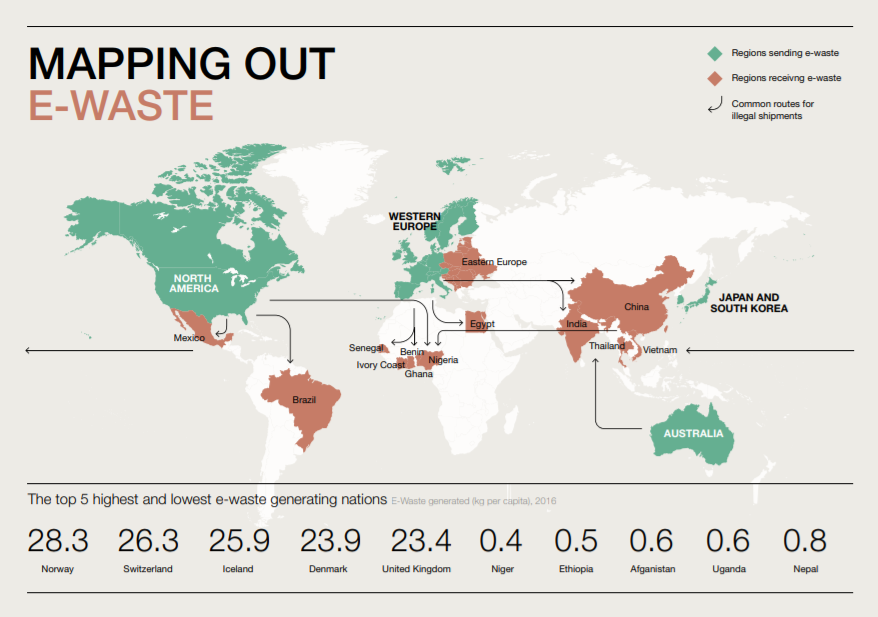 MAPPING OUT
E-WASTE
Regions sending e-waste
Regions receivng e-waste
Common routes for
illegal shipments
WESTERN
EUROPE
Eastern Europe
NORTH
AMERICA
JAPAN AND
SOUTH KOREA
China
India
Egypt
Mexico
Senegal
Benin
Nigeria
Ivory Coast
Ghana
Thailand
Vietnam
Brazil
AUSTRALIA
The top 5 highest and lowest e-waste generating nations E-Waste generated (kg per capita), 2016
28.3 26.3 25.9 23.9 23.4 0.4 0.5 0.6 0.6 0.8
Norway Switzerland Iceland Denmark United Kingdom Niger Ethiopia Afganistan Uganda Nepal